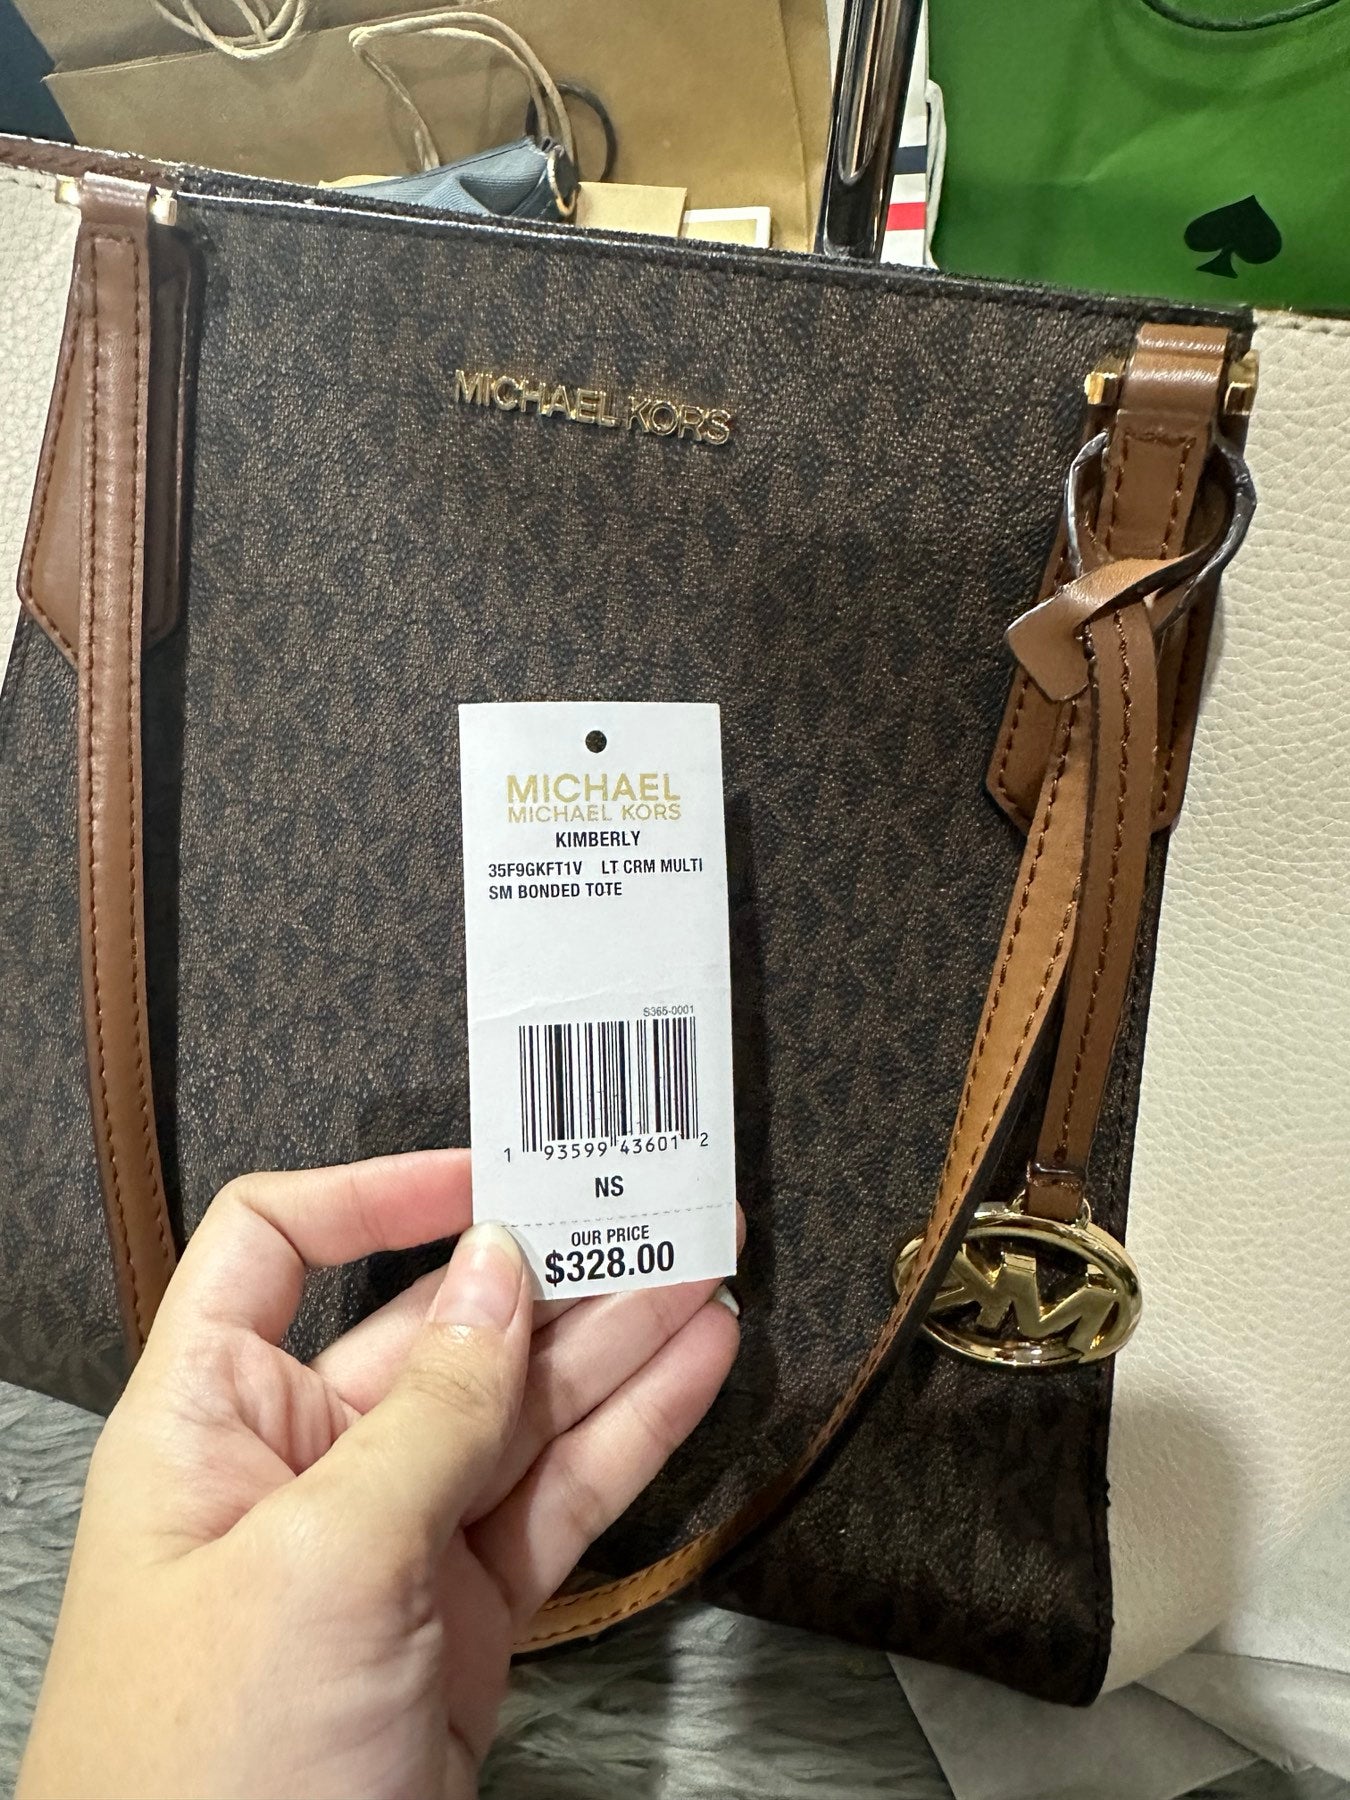 MICHAEL KORS
MICHAEL
MICHAEL KORS
KIMBERLY
35F9GKFT1V LT CRM MULTI
SM BONDED TOTE
S365-0001
1 93599 43601 2
NS
OUR PRICE
$328.00
MK